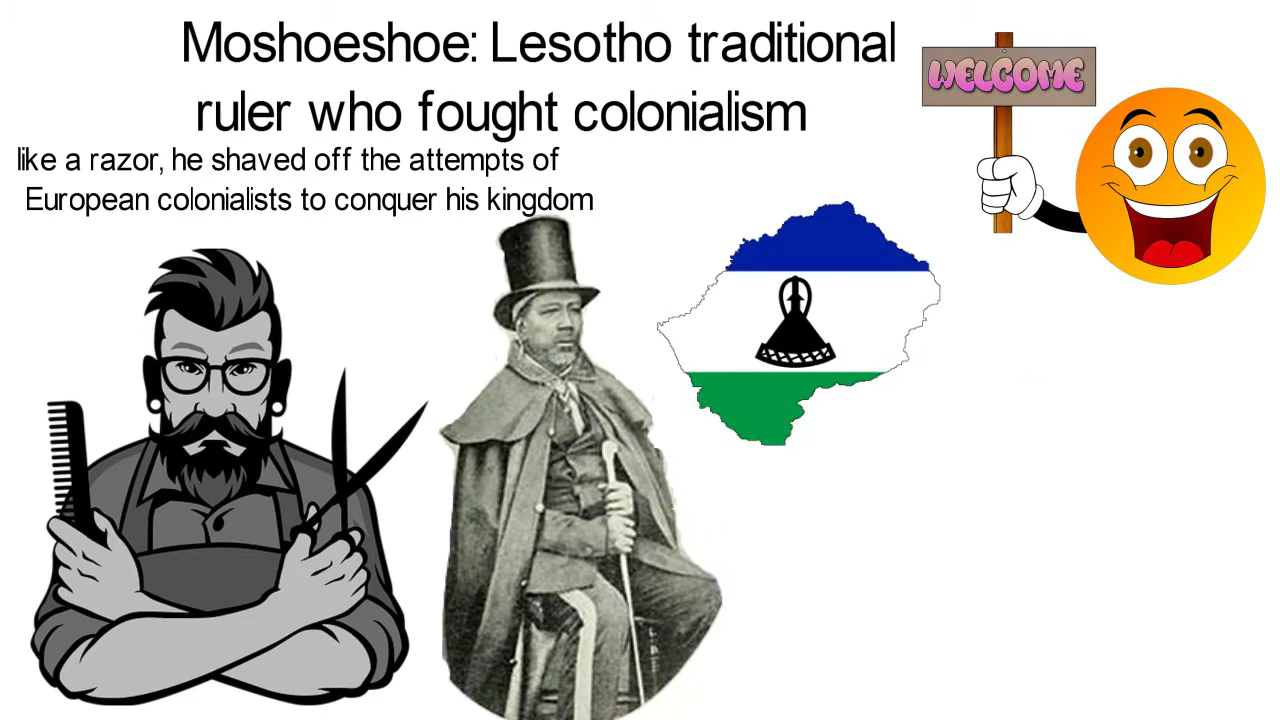 Moshoeshoe: Lesotho traditional
ruler who fought colonialism
like a razor, he shaved off the attempts of
European colonialists to conquer his kingdom
WELCOME